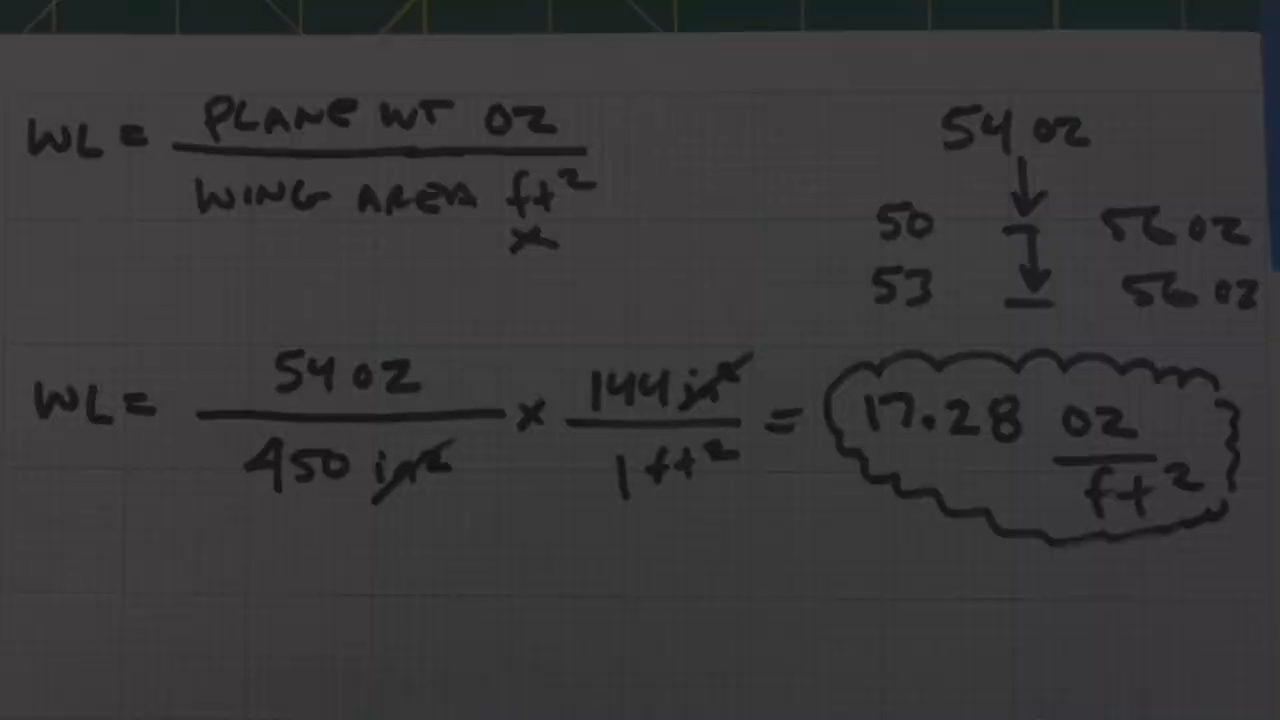 WL = PLANE WT OZ / WING AREA ft²
54 OZ
50 56 OZ
53 56 OZ
WL = 54 OZ / 450 in² × 144 in² / 1 ft² = 17.28 OZ / ft²